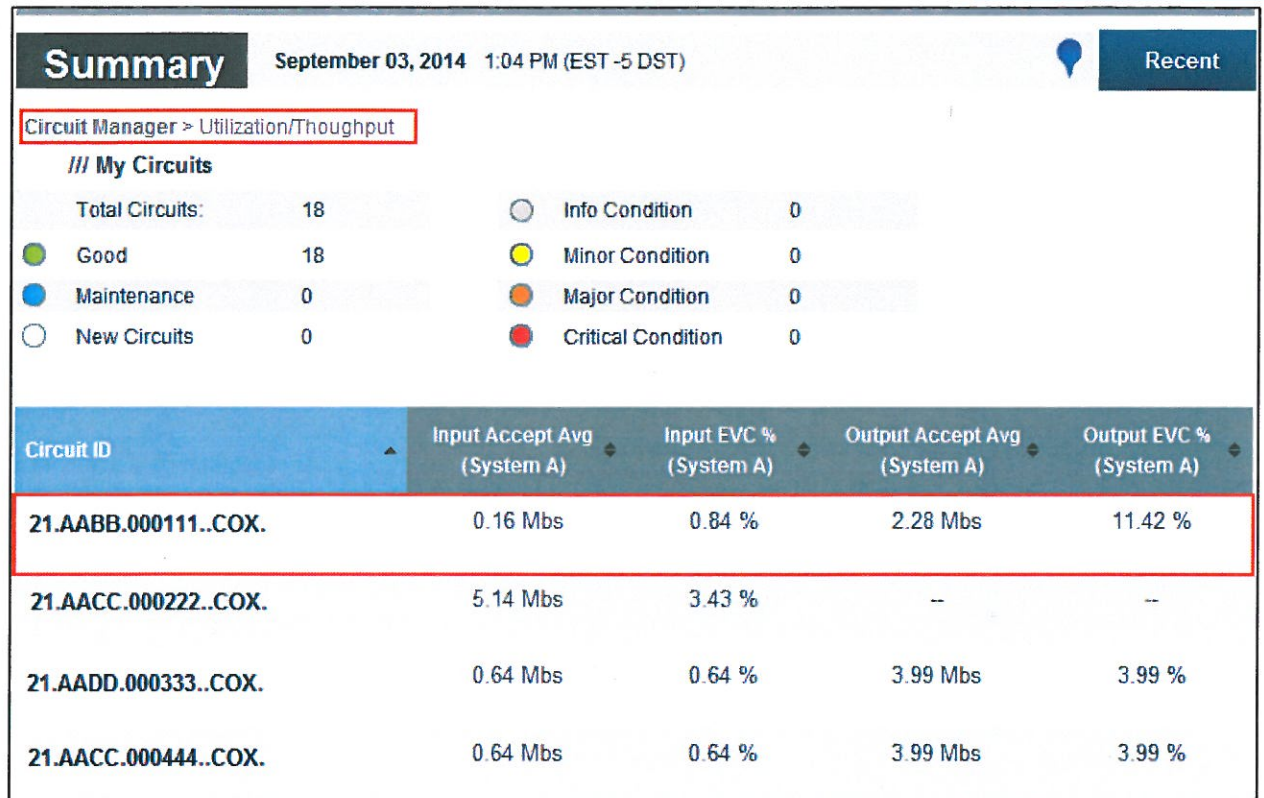 Summary September 03, 2014 1:04 PM (EST -5 DST) Recent
Circuit Manager > Utilization/Thoughput
/// My Circuits
Total Circuits: 18 Info Condition 0
Good 18 Minor Condition 0
Maintenance 0 Major Condition 0
New Circuits 0 Critical Condition 0
Circuit ID Input Accept Avg (System A) Input EVC % (System A) Output Accept Avg (System A) Output EVC % (System A)
21.AABB.000111..COX. 0.16 Mbs 0.84 % 2.28 Mbs 11.42 %
21.AACC.000222..COX. 5.14 Mbs 3.43 % -- --
21.AADD.000333..COX. 0.64 Mbs 0.64 % 3.99 Mbs 3.99 %
21.AACC.000444..COX. 0.64 Mbs 0.64 % 3.99 Mbs 3.99 %